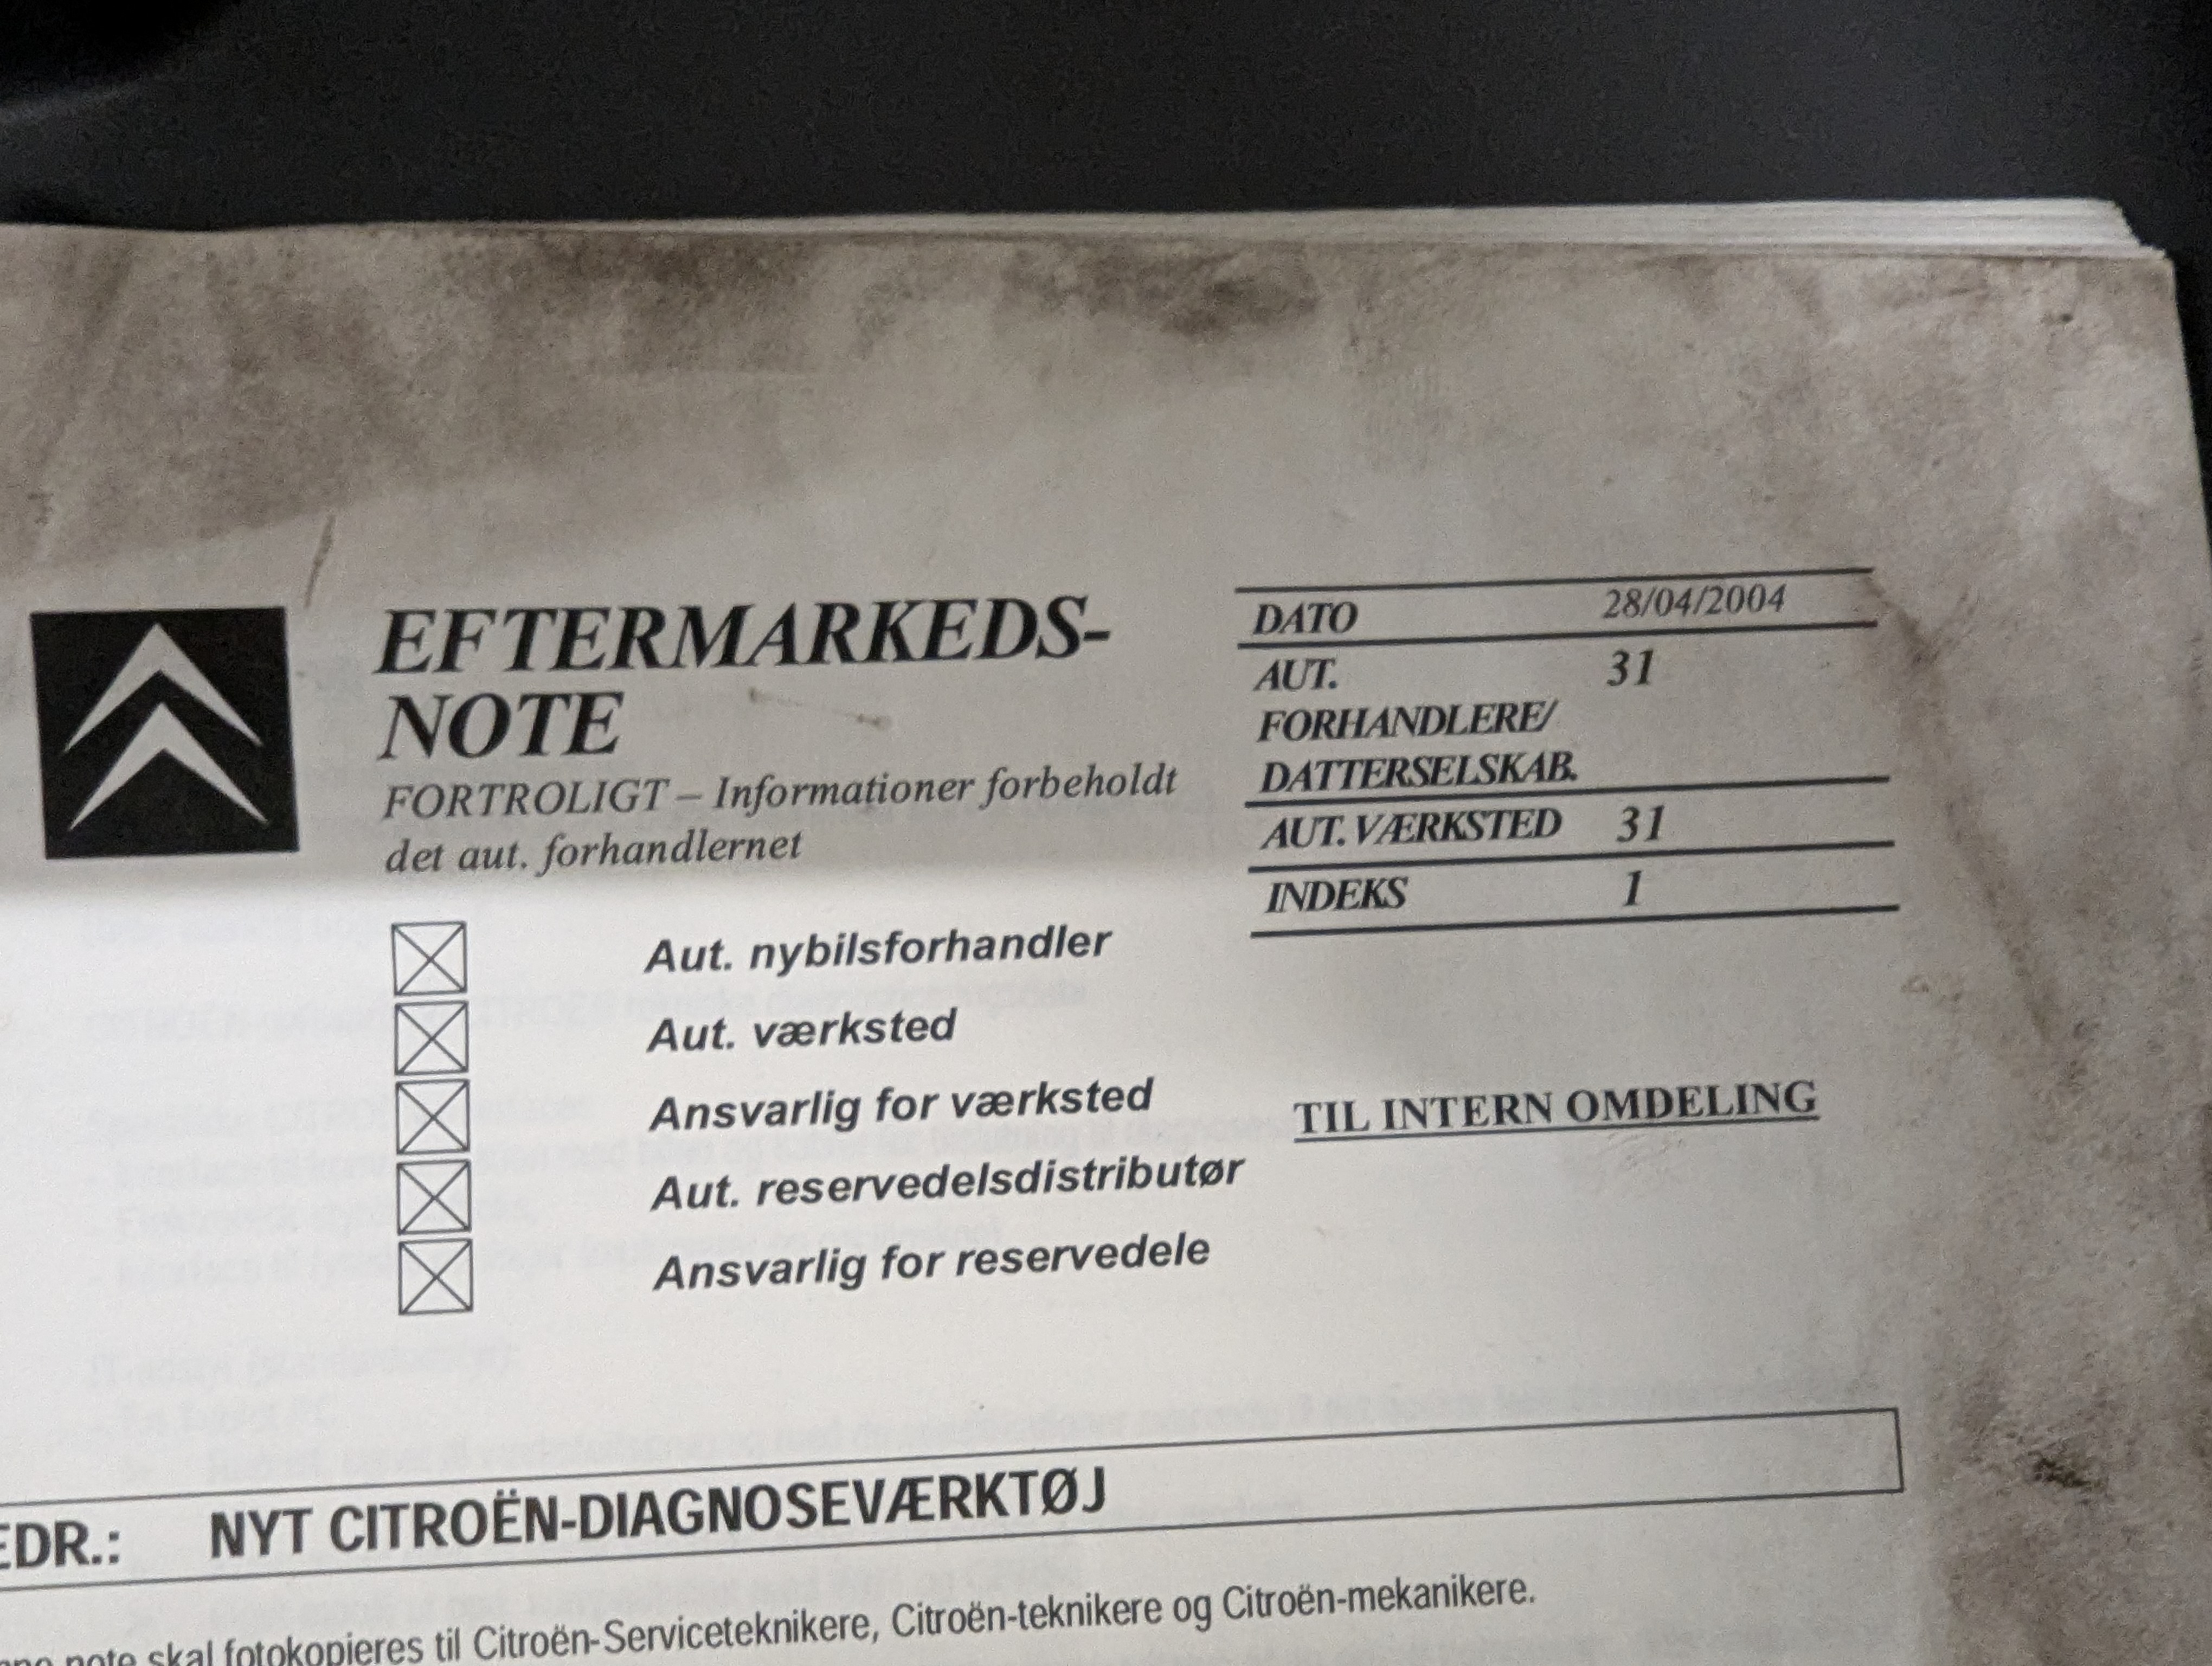 EFTERMARKEDS-
NOTE
FORTROLIGT – Informationer forbeholdt
det aut. forhandlernet
DATO 28/04/2004
AUT. 31
FORHANDLERE/
DATTERSELSKAB.
AUT. VÆRKSTED 31
INDEKS 1
Aut. nybilsforhandler
Aut. værksted
Ansvarlig for værksted
Aut. reservedelsdistributør
Ansvarlig for reservedele
TIL INTERN OMDELING
EDR.: NYT CITROËN-DIAGNOSEVÆRKTØJ
note skal fotokopieres til Citroën-Serviceteknikere, Citroën-teknikere og Citroën-mekanikere.